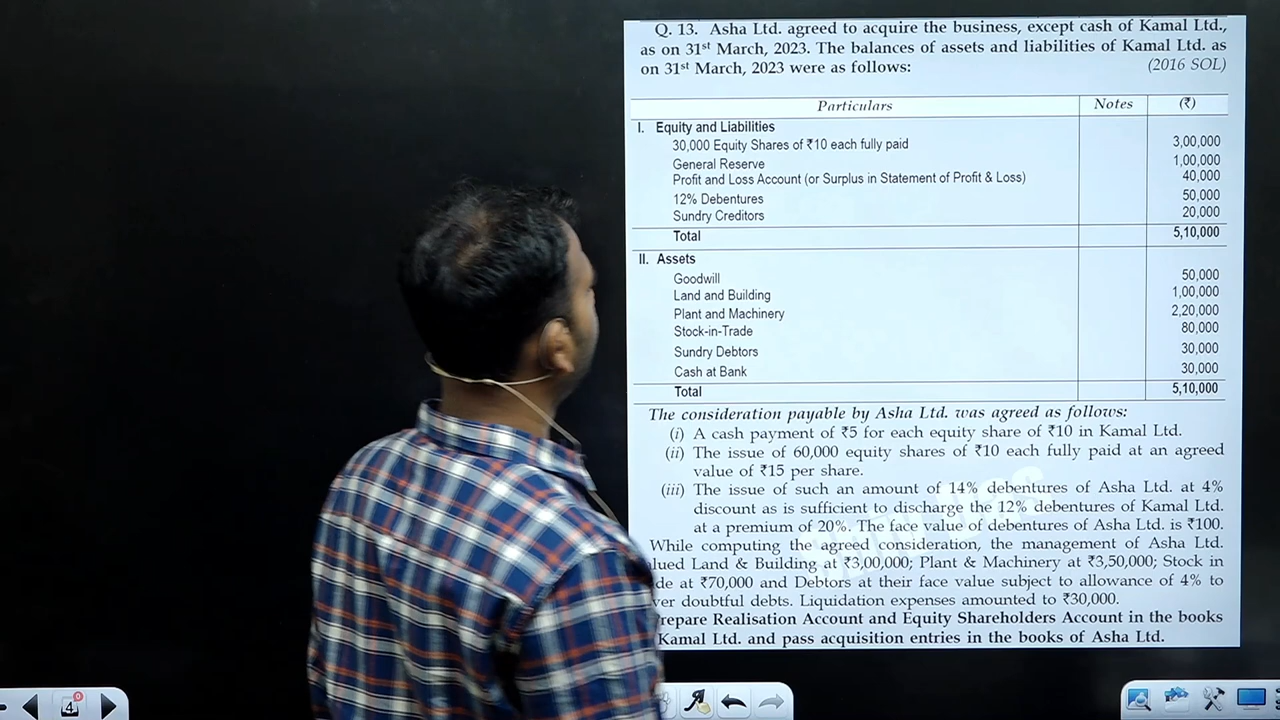 Q. 13. Asha Ltd. agreed to acquire the business, except cash of Kamal Ltd.,
as on 31st March, 2023. The balances of assets and liabilities of Kamal Ltd. as
on 31st March, 2023 were as follows: (2016 SOL)
Particulars Notes (₹)
I. Equity and Liabilities
30,000 Equity Shares of ₹10 each fully paid 3,00,000
General Reserve 1,00,000
Profit and Loss Account (or Surplus in Statement of Profit & Loss) 40,000
12% Debentures 50,000
Sundry Creditors 20,000
Total 5,10,000
II. Assets
Goodwill 50,000
Land and Building 1,00,000
Plant and Machinery 2,20,000
Stock-in-Trade 80,000
Sundry Debtors 30,000
Cash at Bank 30,000
Total 5,10,000
The consideration payable by Asha Ltd. was agreed as follows:
(i) A cash payment of ₹5 for each equity share of ₹10 in Kamal Ltd.
(ii) The issue of 60,000 equity shares of ₹10 each fully paid at an agreed
value of ₹15 per share.
(iii) The issue of such an amount of 14% debentures of Asha Ltd. at 4%
discount as is sufficient to discharge the 12% debentures of Kamal Ltd.
at a premium of 20%. The face value of debentures of Asha Ltd. is ₹100.
While computing the agreed consideration, the management of Asha Ltd.
lued Land & Building at ₹3,00,000; Plant & Machinery at ₹3,50,000; Stock in
de at ₹70,000 and Debtors at their face value subject to allowance of 4% to
ver doubtful debts. Liquidation expenses amounted to ₹30,000.
repare Realisation Account and Equity Shareholders Account in the books
Kamal Ltd. and pass acquisition entries in the books of Asha Ltd.
4
0